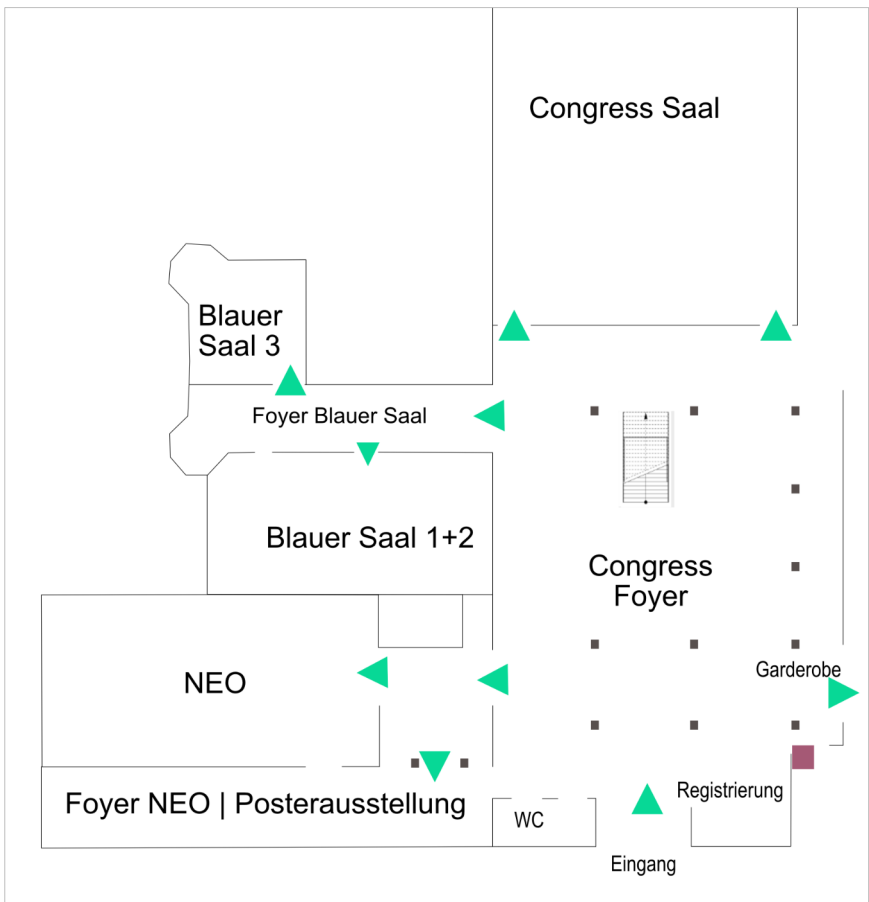 Congress Saal
Blauer
Saal 3
Foyer Blauer Saal
Blauer Saal 1+2
Congress
Foyer
Garderobe
NEO
Foyer NEO | Posterausstellung
Registrierung
WC
Eingang